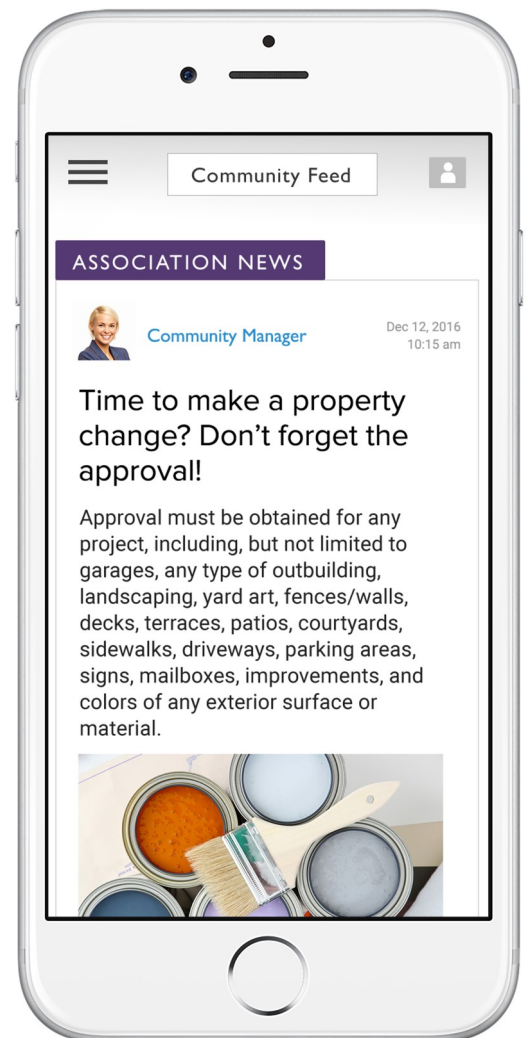 Community Feed
ASSOCIATION NEWS
Community Manager
Dec 12, 2016
10:15 am
Time to make a property
change? Don’t forget the
approval!
Approval must be obtained for any
project, including, but not limited to
garages, any type of outbuilding,
landscaping, yard art, fences/walls,
decks, terraces, patios, courtyards,
sidewalks, driveways, parking areas,
signs, mailboxes, improvements, and
colors of any exterior surface or
material.